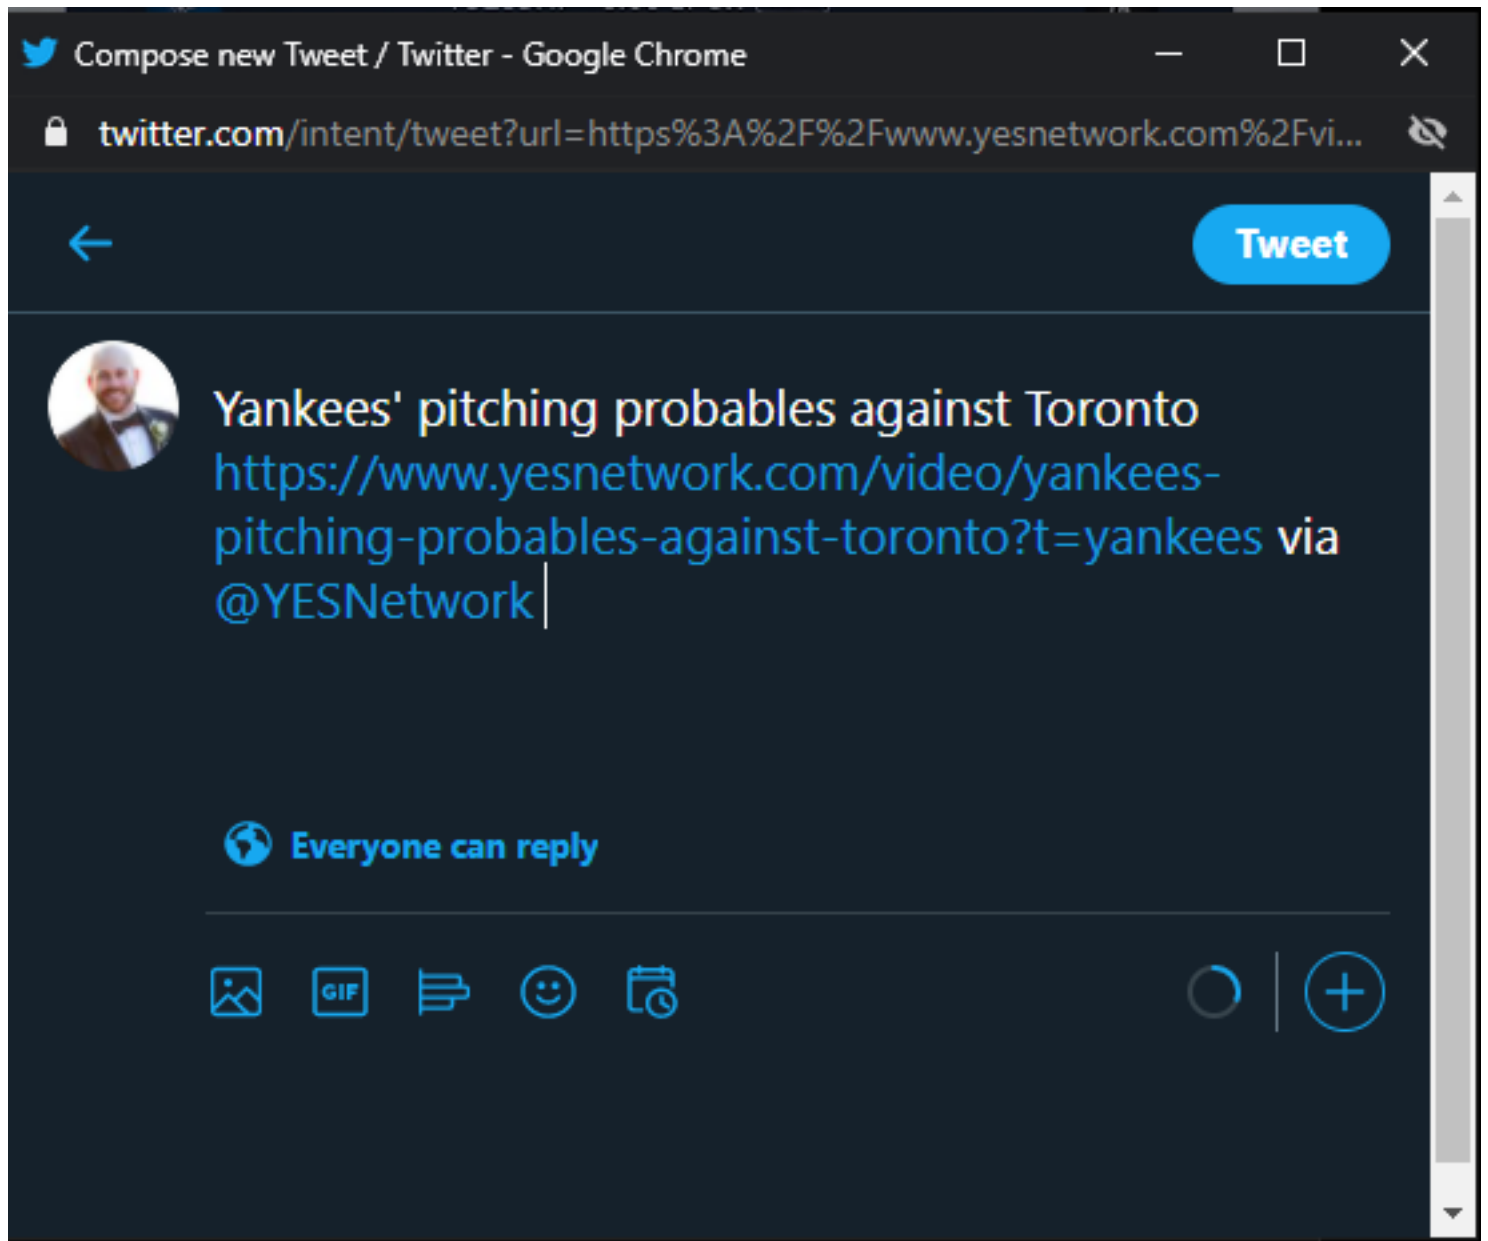 Compose new Tweet / Twitter - Google Chrome
twitter.com/intent/tweet?url=https%3A%2F%2Fwww.yesnetwork.com%2Fvi...
Tweet
Yankees' pitching probables against Toronto
https://www.yesnetwork.com/video/yankees-
pitching-probables-against-toronto?t=yankees via
@YESNetwork
Everyone can reply
GIF